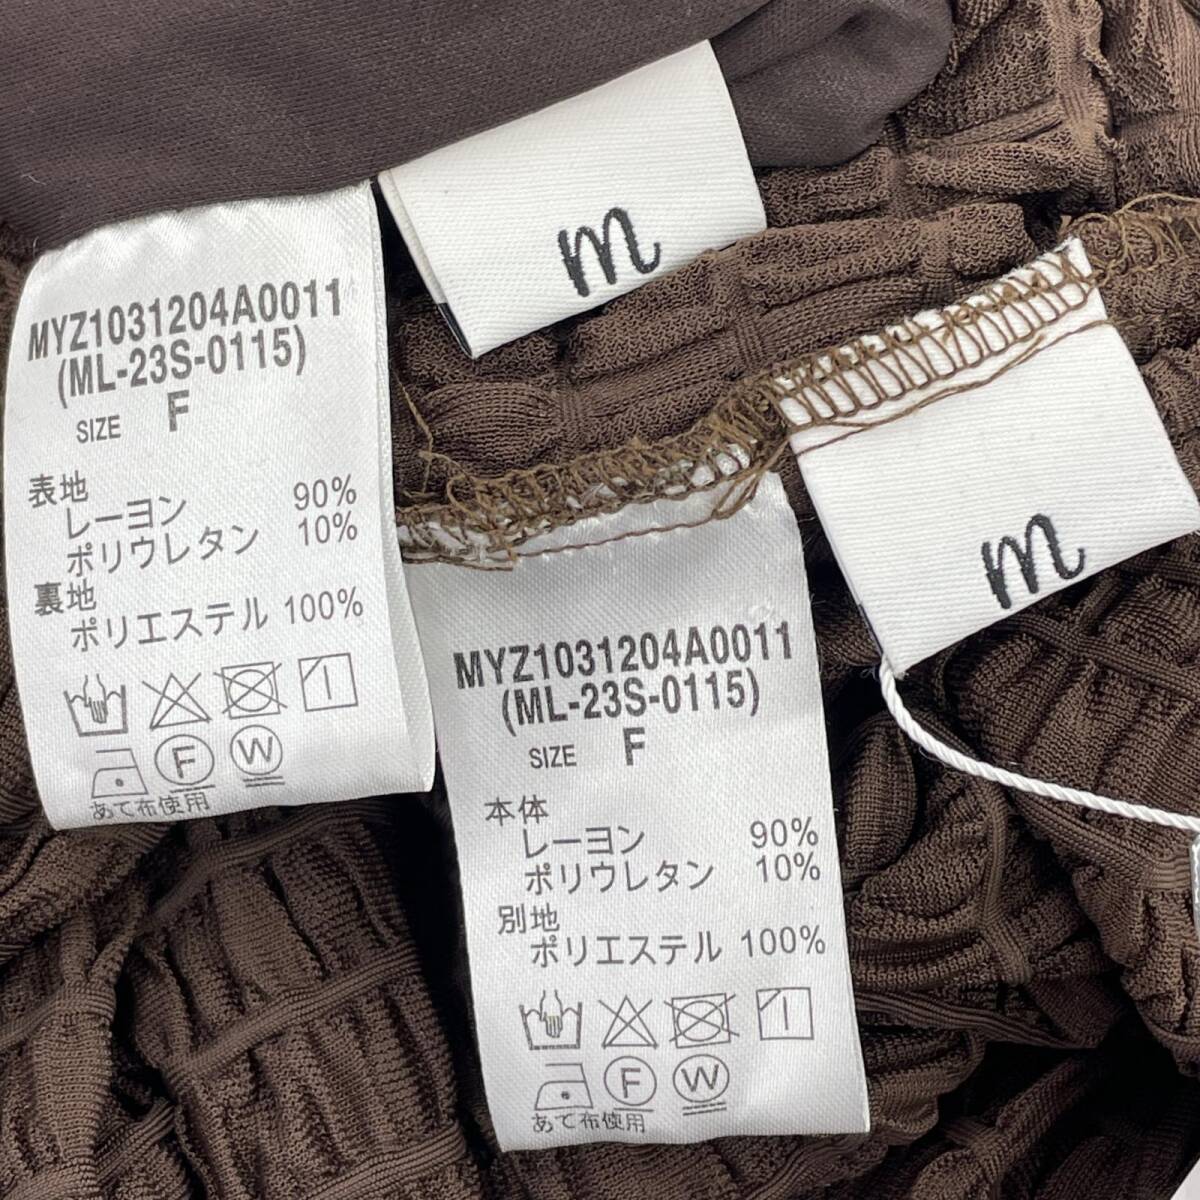 m
MYZ1031204A0011
(ML-23S-0115)
SIZE F
表地
レーヨン 90%
ポリウレタン 10%
裏地
ポリエステル 100%
F W
あて布使用
m
MYZ1031204A0011
(ML-23S-0115)
SIZE F
本体
レーヨン 90%
ポリウレタン 10%
別地
ポリエステル 100%
F W
あて布使用